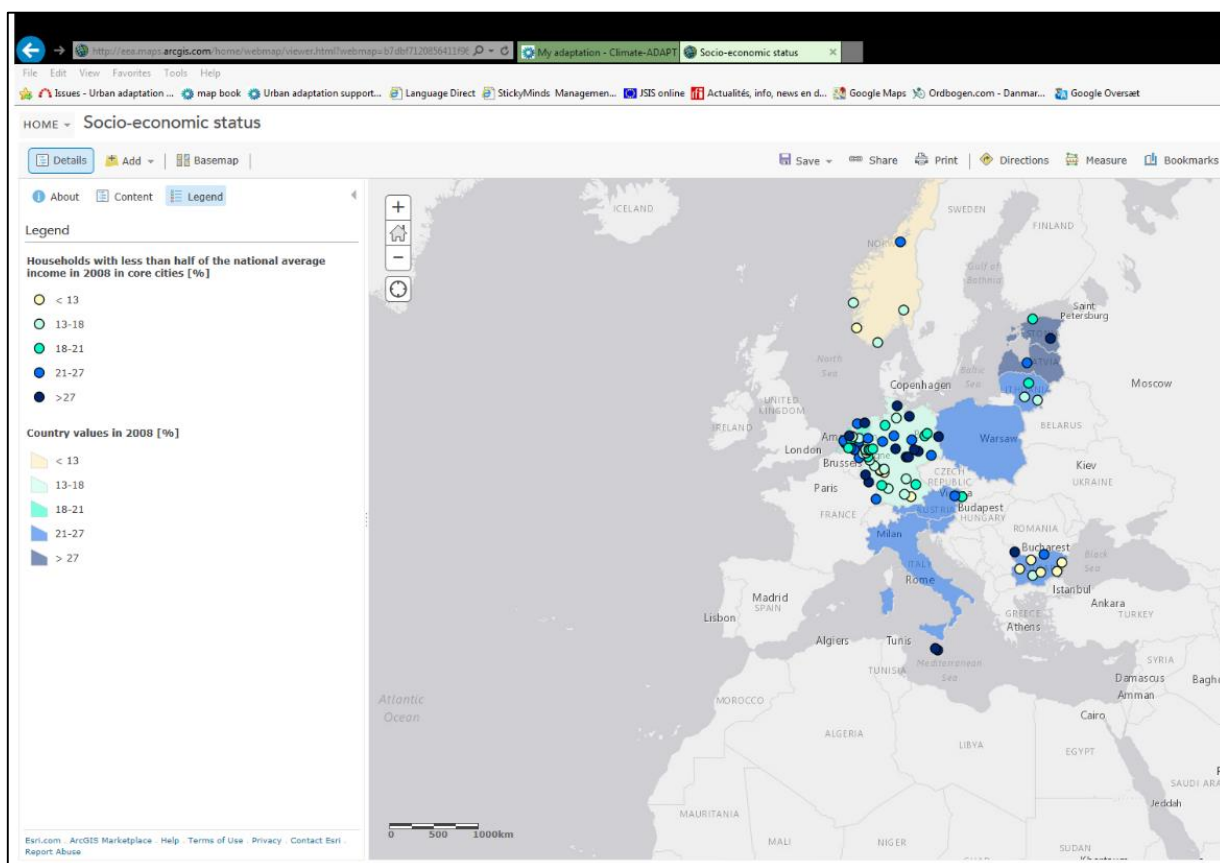 http://eea.maps.arcgis.com/home/webmap/viewer.html?webmap=b7dbf7120856411f9
My adaptation - Climate-ADAPT
Socio-economic status
File Edit View Favorites Tools Help
Issues - Urban adaptation ... map book Urban adaptation support... Language Direct StickyMinds Managemen... JSIS online Actualités, info, news en d... Google Maps Ordbogen.com - Danmar... Google Oversæt
HOME Socio-economic status
Details Add Basemap Save Share Print Directions Measure Bookmarks
About Content Legend
Legend
Households with less than half of the national average
income in 2008 in core cities [%]
< 13
13-18
18-21
21-27
>27
Country values in 2008 [%]
< 13
13-18
18-21
21-27
> 27
Esri.com . ArcGIS Marketplace . Help . Terms of Use . Privacy . Contact Esri .
Report Abuse
ICELAND
SWEDEN
FINLAND
Gulf of
Bothnia
Saint
Petersburg
North
Sea
Baltic
Sea
Copenhagen
Moscow
UNITED
KINGDOM
IRELAND
LITHUANIA
BELARUS
London
Warsaw
Brussels
Kiev
UKRAINE
CZECH
REPUBLIC
Paris
Vienna
AUSTRIA
Budapest
HUNGARY
FRANCE
ROMANIA
Milan
Bucharest
Black
Sea
ITALY
Rome
Istanbul
Madrid
SPAIN
Ankara
TURKEY
GREECE
Athens
Lisbon
Algiers
Tunis
Mediterranean
Sea
TUNISIA
SYRIA
Damascus
Bagh
Amman
Atlantic
Ocean
MOROCCO
Cairo
ALGERIA
LIBYA
EGYPT
SAUDI ARA
Jeddah
MAURITANIA
MALI
NIGER
SUDAN
0 500 1000km